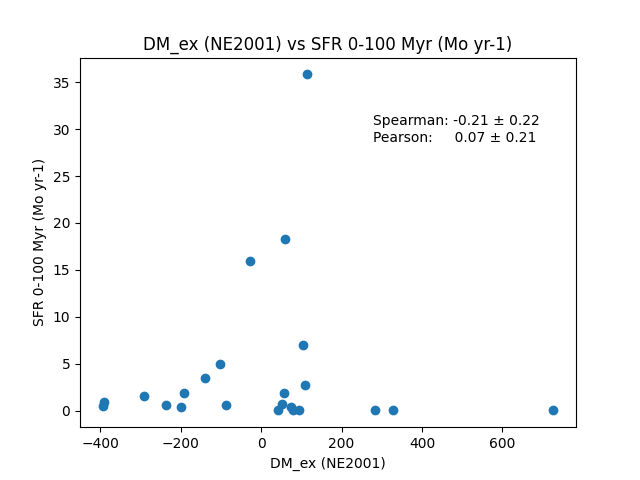 DM_ex (NE2001) vs SFR 0-100 Myr (Mo yr-1)
SFR 0-100 Myr (Mo yr-1)
35
30
25
20
15
10
5
0
Spearman: -0.21 ± 0.22
Pearson: 0.07 ± 0.21
−400 −200 0 200 400 600
DM_ex (NE2001)